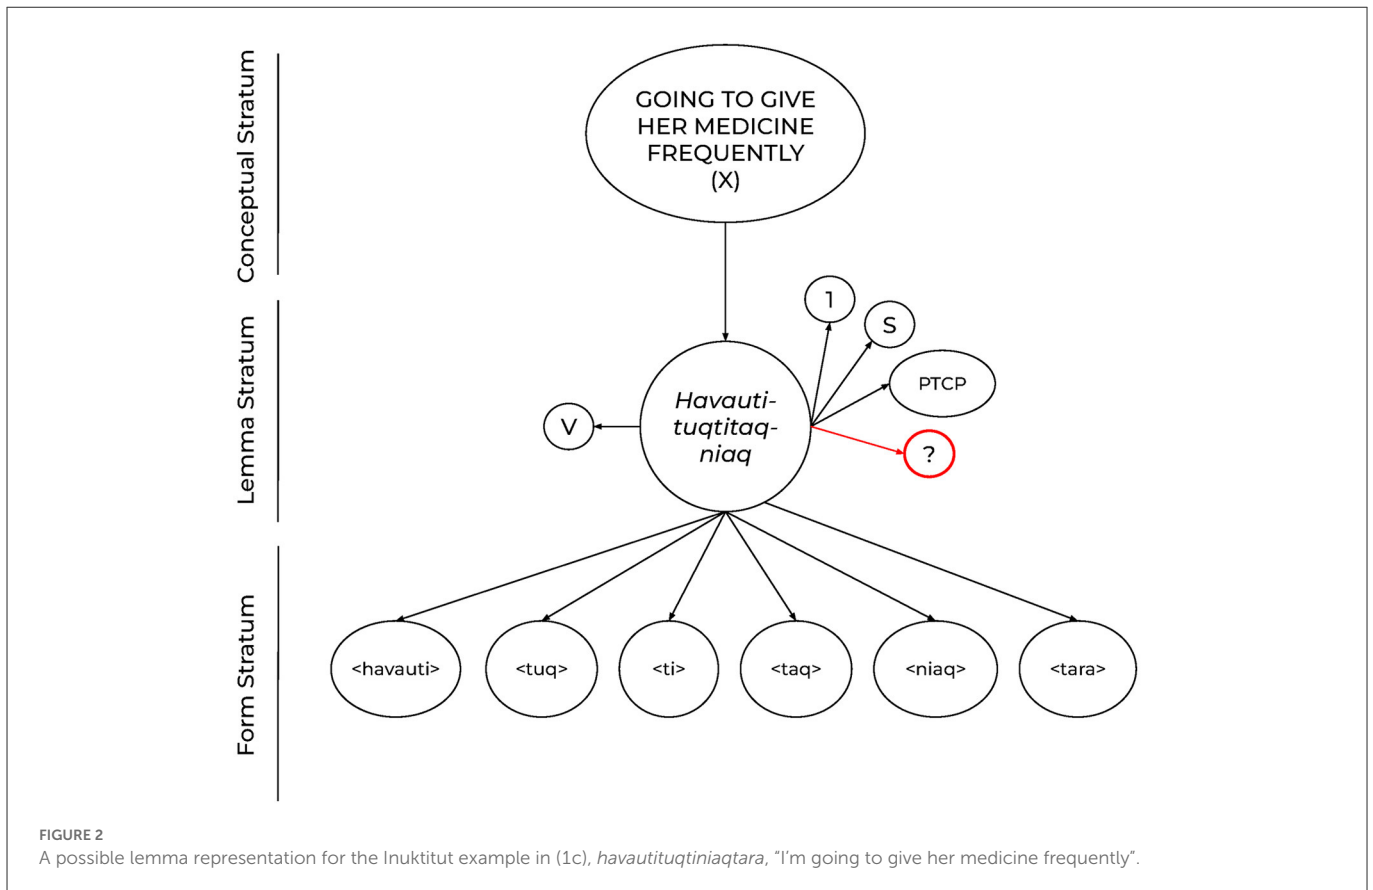 Conceptual Stratum
GOING TO GIVE
HER MEDICINE
FREQUENTLY
(X)
Lemma Stratum
1
S
PTCP
?
V
Havauti-
tuqtitaq-
niaq
Form Stratum
<havauti>
<tuq>
<ti>
<taq>
<niaq>
<tara>
FIGURE 2
A possible lemma representation for the Inuktitut example in (1c), havautituqtiniaqtara, “I’m going to give her medicine frequently”.